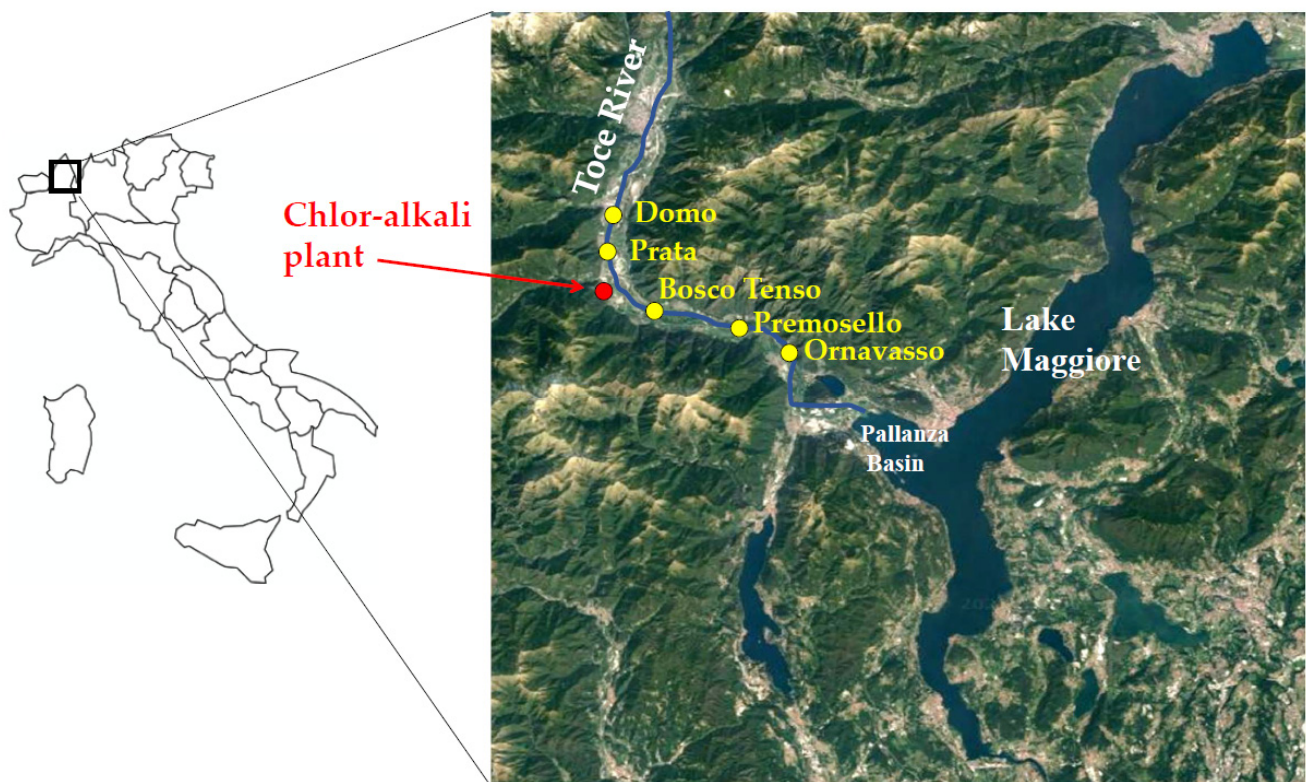 Toce River
Domo
Prata
Chlor-alkali
plant
Bosco Tenso
Premosello
Ornavasso
Lake
Maggiore
Pallanza
Basin